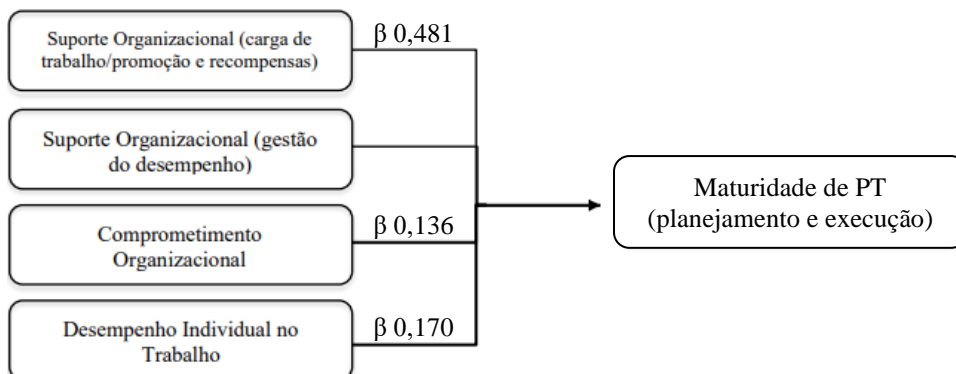 Suporte Organizacional (carga de
trabalho/promoção e recompensas)
β 0,481
Suporte Organizacional (gestão
do desempenho)
Comprometimento
Organizacional
β 0,136
Desempenho Individual no
Trabalho
β 0,170
Maturidade de PT
(planejamento e execução)